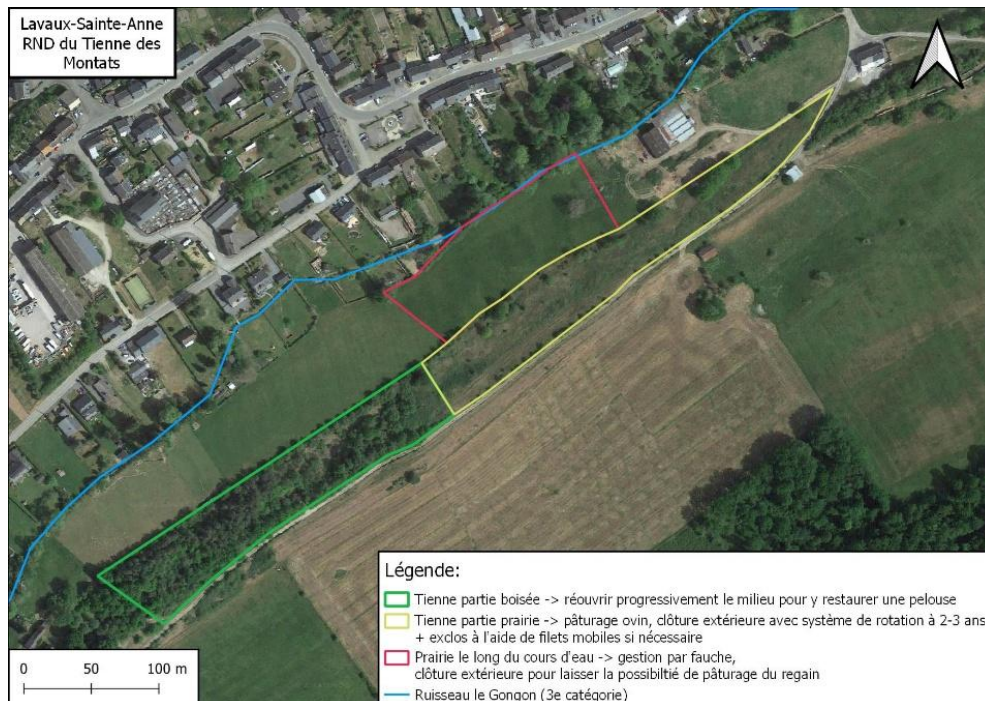 Lavaux-Sainte-Anne
RND du Tienne des
Montats
Légende:
Tienne partie boisée -> réouvrir progressivement le milieu pour y restaurer une pelouse
Tienne partie prairie -> pâturage ovin, clôture extérieure avec système de rotation à 2-3 ans
+ exclos à l'aide de filets mobiles si nécessaire
Prairie le long du cours d'eau -> gestion par fauche,
clôture extérieure pour laisser la possibiltié de pâturage du regain
Ruisseau le Gongon (3e catégorie)
0 50 100 m